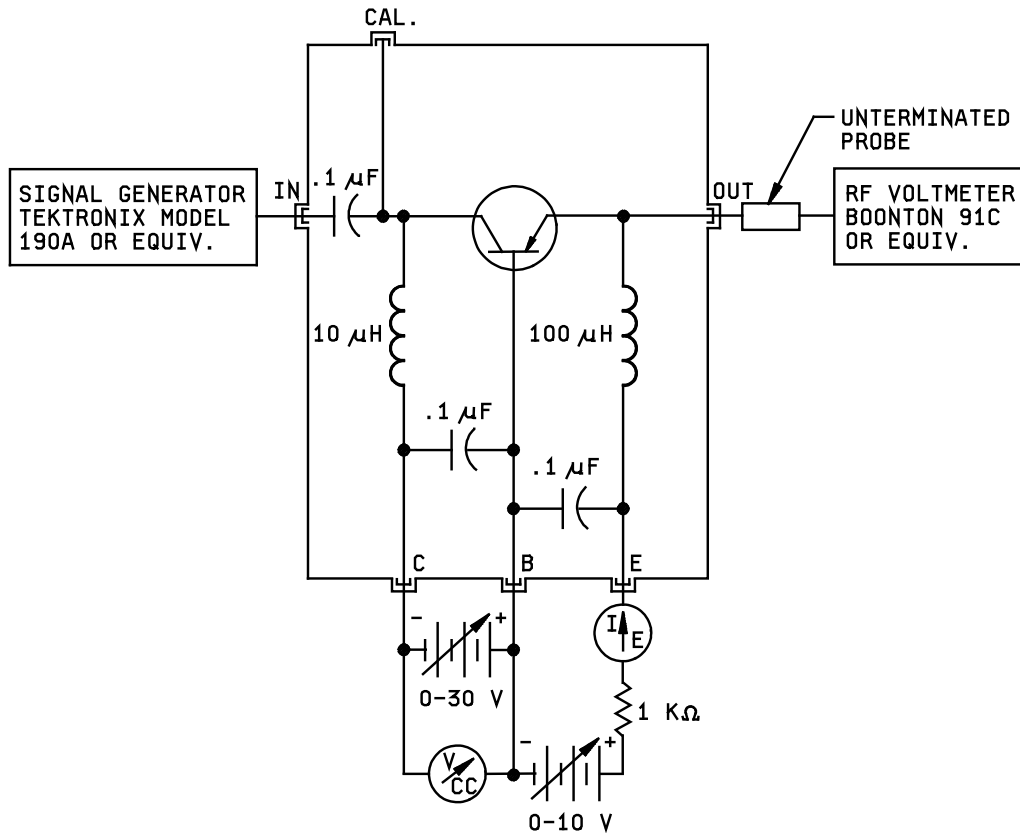 CAL.
UNTERMINATED
PROBE
SIGNAL GENERATOR
TEKTRONIX MODEL
190A OR EQUIV.
IN
.1 µF
OUT
RF VOLTMETER
BOONTON 91C
OR EQUIV.
10 µH
100 µH
.1 µF
.1 µF
C
B
E
- +
I E
0-30 V
1 KΩ
- +
V
CC
0-10 V